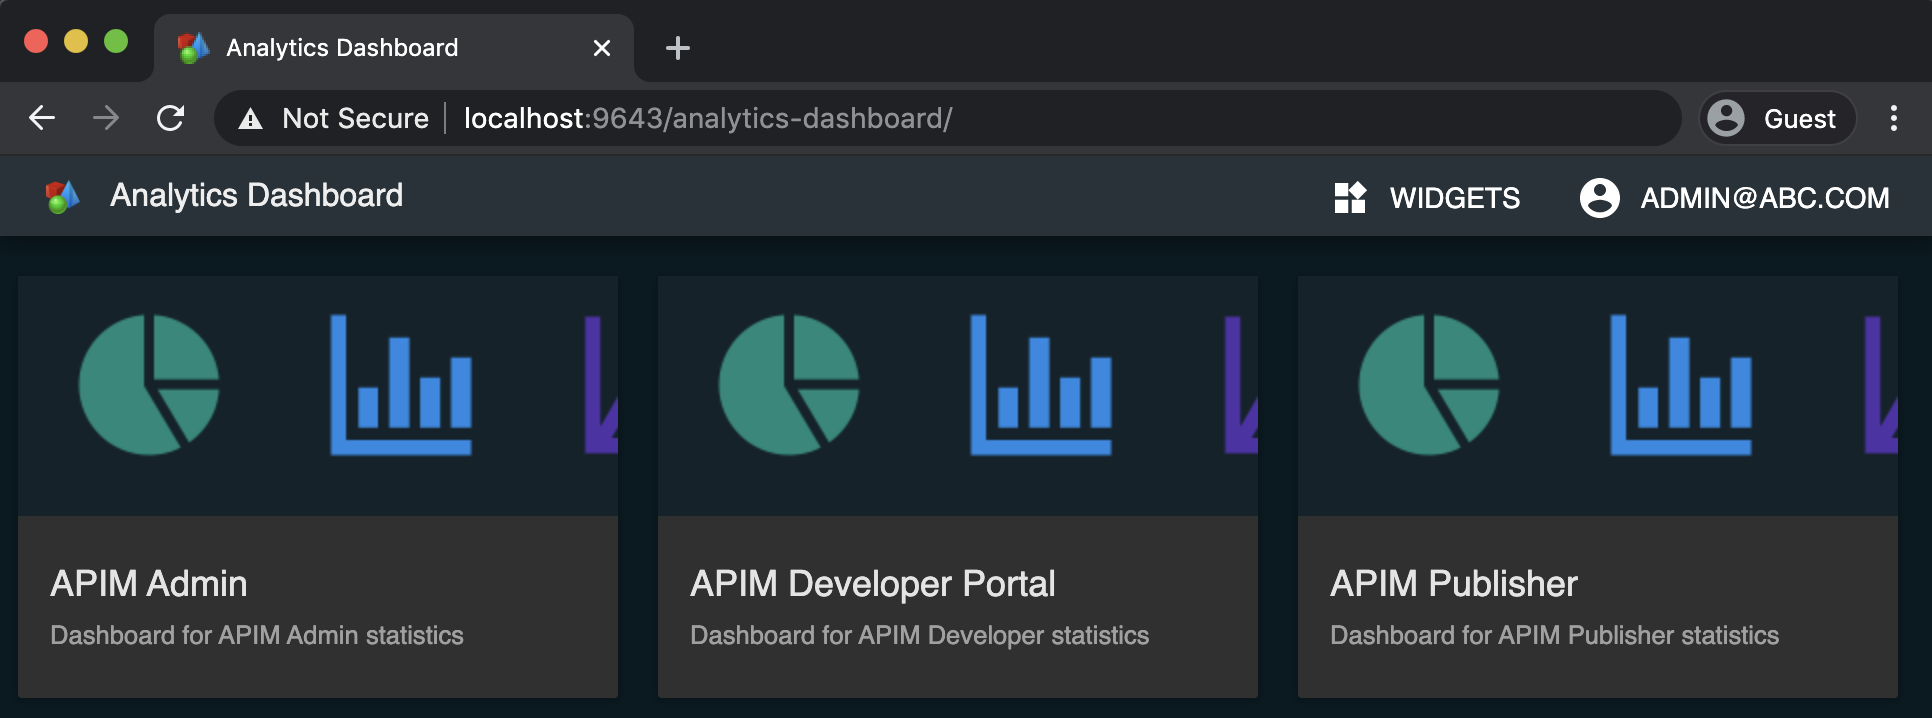 Analytics Dashboard
Not Secure localhost:9643/analytics-dashboard/ Guest
Analytics Dashboard WIDGETS ADMIN@ABC.COM
APIM Admin
Dashboard for APIM Admin statistics
APIM Developer Portal
Dashboard for APIM Developer statistics
APIM Publisher
Dashboard for APIM Publisher statistics